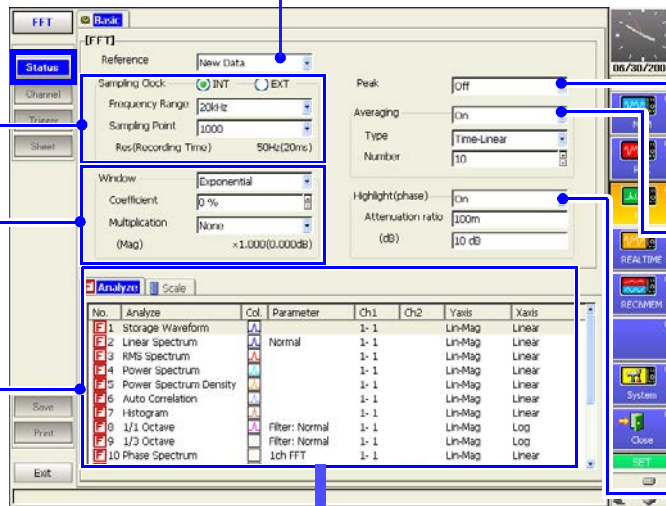 FFT
Basic
[FFT]
Status
Channel
Trigger
Sheet
Save
Print
Exit
Reference New Data
Sampling Clock INT EXT
Frequency Range 20kHz
Sampling Point 1000
Res(Recording Time) 50Hz(20ms)
Window Exponential
Coefficient 0 %
Multiplication None
(Mag) ×1.000(0.000dB)
Peak Off
Averaging On
Type Time-Linear
Number 10
Highlight(phase) On
Attenuation ratio 100m
(dB) 10 dB
Analyze Scale
No. Analyze Col. Parameter Ch1 Ch2 Yaxis Xaxis
F 1 Storage Waveform 1- 1 Lin-Mag Linear
F 2 Linear Spectrum Normal 1- 1 Lin-Mag Linear
F 3 RMS Spectrum 1- 1 Lin-Mag Linear
F 4 Power Spectrum 1- 1 Lin-Mag Linear
F 5 Power Spectrum Density 1- 1 Lin-Mag Linear
F 6 Auto Correlation 1- 1 Lin-Mag Linear
F 7 Histogram 1- 1 Lin-Mag Linear
F 8 1/1 Octave Filter: Normal 1- 1 Lin-Mag Log
F 9 1/3 Octave Filter: Normal 1- 1 Lin-Mag Log
F 10 Phase Spectrum 1ch FFT 1- 1 Lin-Mag Linear
06/30/200
REALTIME
REC&MEM
System
Close
SET